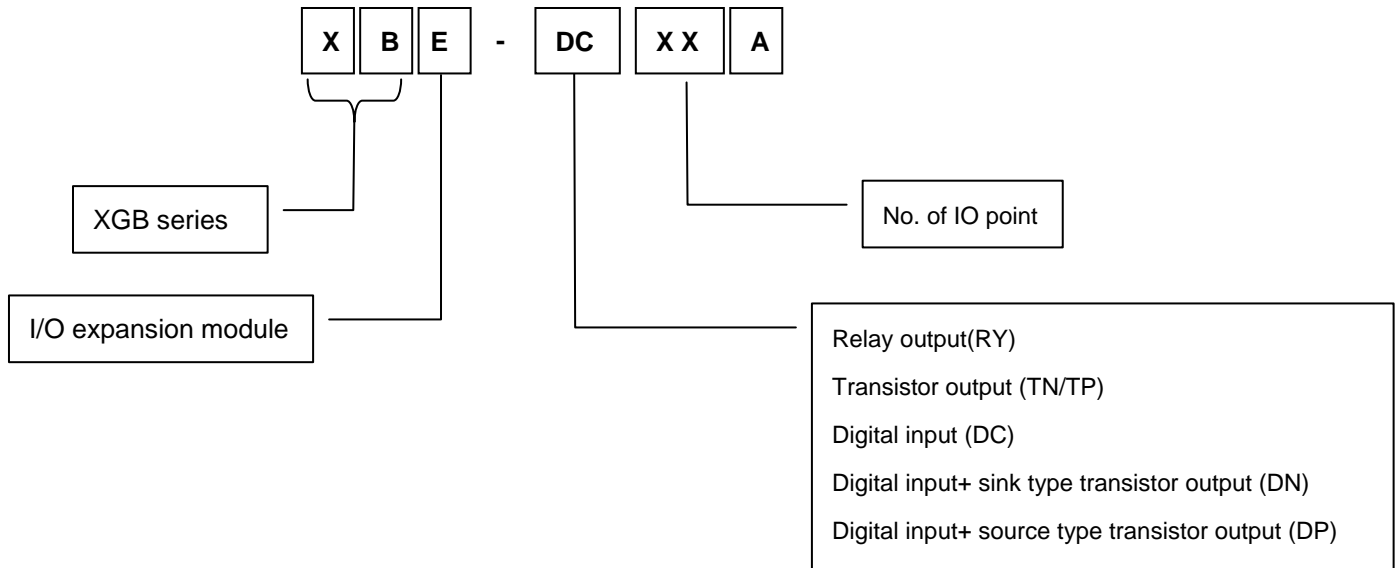 X B E - DC X X A
XGB series
No. of IO point
I/O expansion module
Relay output(RY)
Transistor output (TN/TP)
Digital input (DC)
Digital input+ sink type transistor output (DN)
Digital input+ source type transistor output (DP)